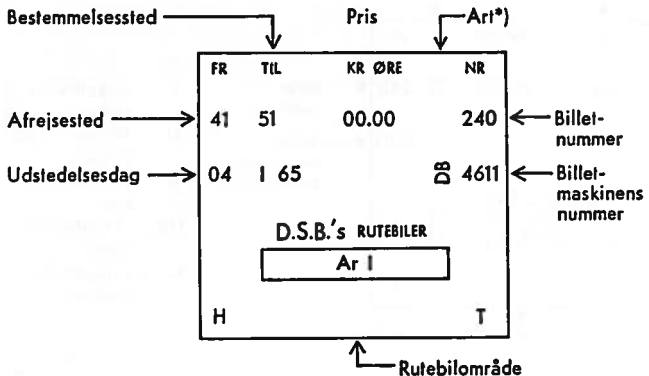 Bestemmelsessted Pris Art*)
FR TIL KR ØRE NR
Afrejsested 41 51 00.00 240 Billet-
nummer
Udstedelsesdag 04 I 65 DB 4611 Billet-
maskinens
nummer
D.S.B.'s RUTEBILER
Ar I
H T
Rutebilområde